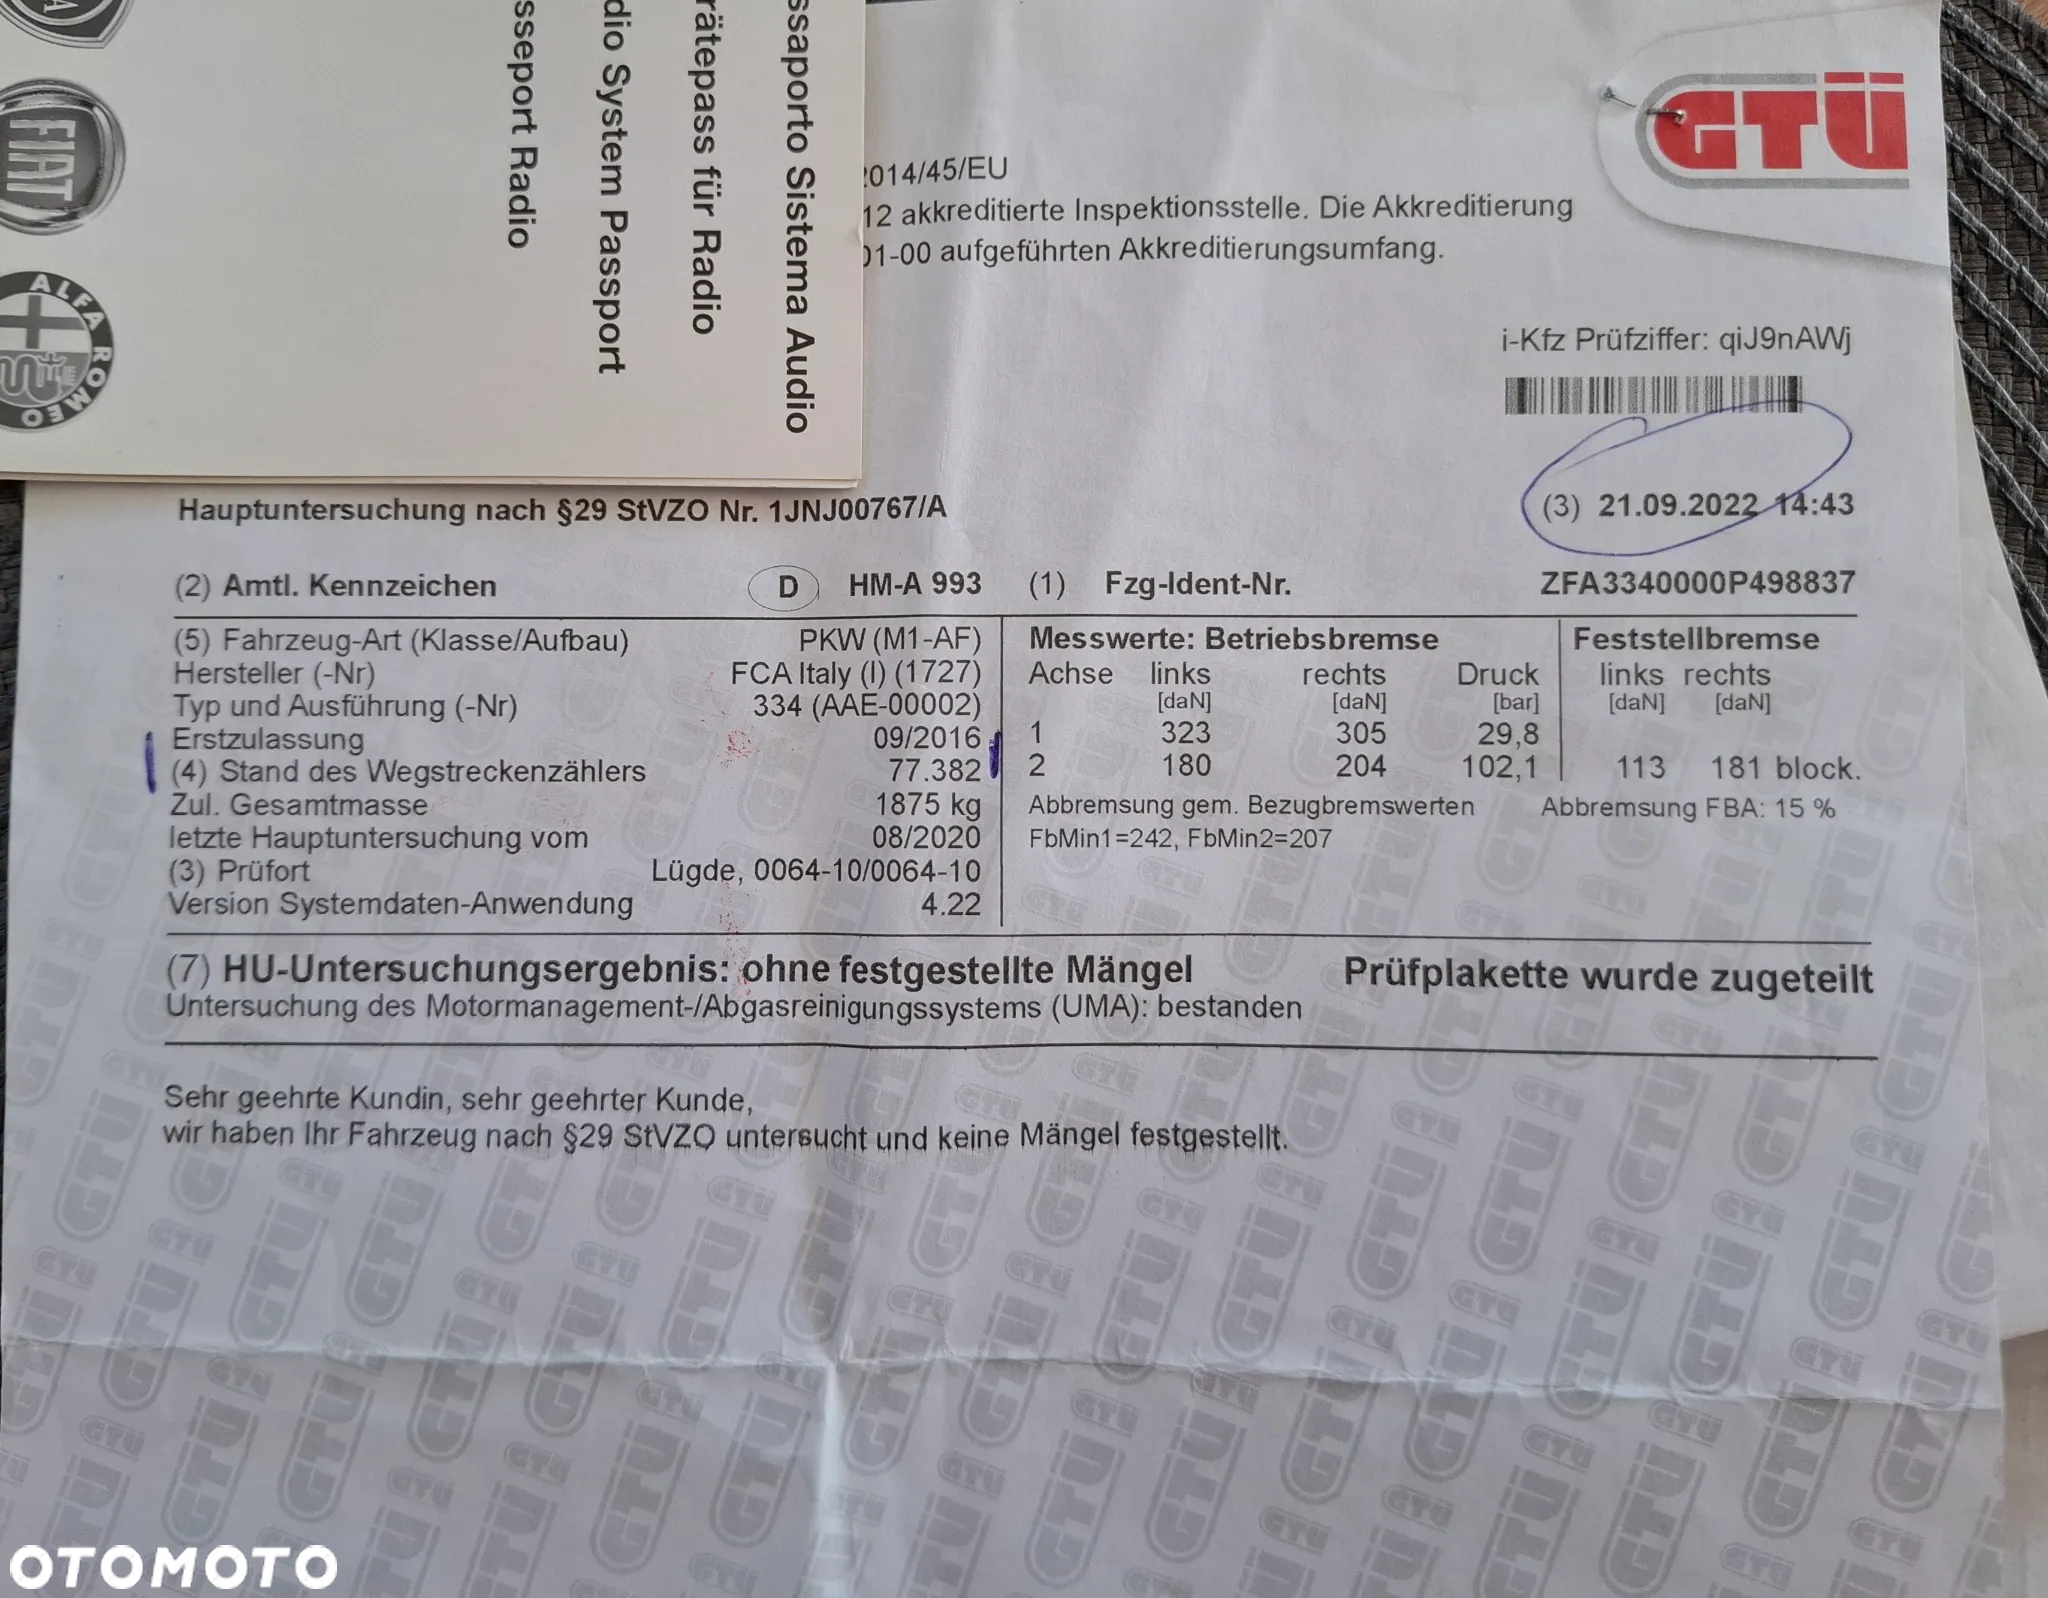 ssaporto Sistema Audio
rätepass für Radio
dio System Passport
sseport Radio
FIAT
ALFA ROMEO
GTÜ
2014/45/EU
12 akkreditierte Inspektionsstelle. Die Akkreditierung
01-00 aufgeführten Akkreditierungsumfang.
i-Kfz Prüfziffer: qiJ9nAWj
Hauptuntersuchung nach §29 StVZO Nr. 1JNJ00767/A (3) 21.09.2022 14:43
(2) Amtl. Kennzeichen D HM-A 993 (1) Fzg-Ident-Nr. ZFA3340000P498837
(5) Fahrzeug-Art (Klasse/Aufbau) PKW (M1-AF)
Hersteller (-Nr) FCA Italy (I) (1727)
Typ und Ausführung (-Nr) 334 (AAE-00002)
Erstzulassung 09/2016
(4) Stand des Wegstreckenzählers 77.382
Zul. Gesamtmasse 1875 kg
letzte Hauptuntersuchung vom 08/2020
(3) Prüfort Lügde, 0064-10/0064-10
Version Systemdaten-Anwendung 4.22
Messwerte: Betriebsbremse Feststellbremse
Achse links rechts Druck links rechts
[daN] [daN] [bar] [daN] [daN]
1 323 305 29,8
2 180 204 102,1 113 181 block.
Abbremsung gem. Bezugbremswerten Abbremsung FBA: 15 %
FbMin1=242, FbMin2=207
(7) HU-Untersuchungsergebnis: ohne festgestellte Mängel Prüfplakette wurde zugeteilt
Untersuchung des Motormanagement-/Abgasreinigungssystems (UMA): bestanden
Sehr geehrte Kundin, sehr geehrter Kunde,
wir haben Ihr Fahrzeug nach §29 StVZO untersucht und keine Mängel festgestellt.
OTOMOTO